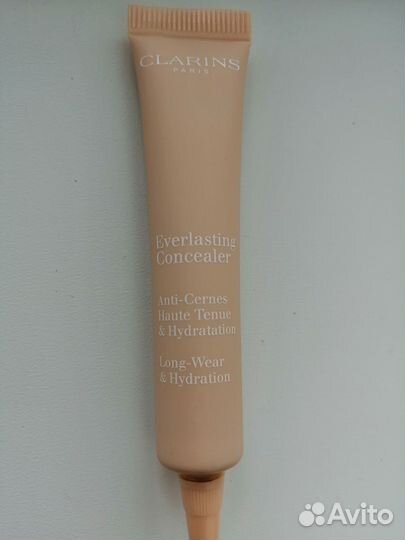 CLARINS
PARIS
Everlasting
Concealer
Anti-Cernes
Haute Tenue
& Hydratation
Long-Wear
& Hydration
Avito